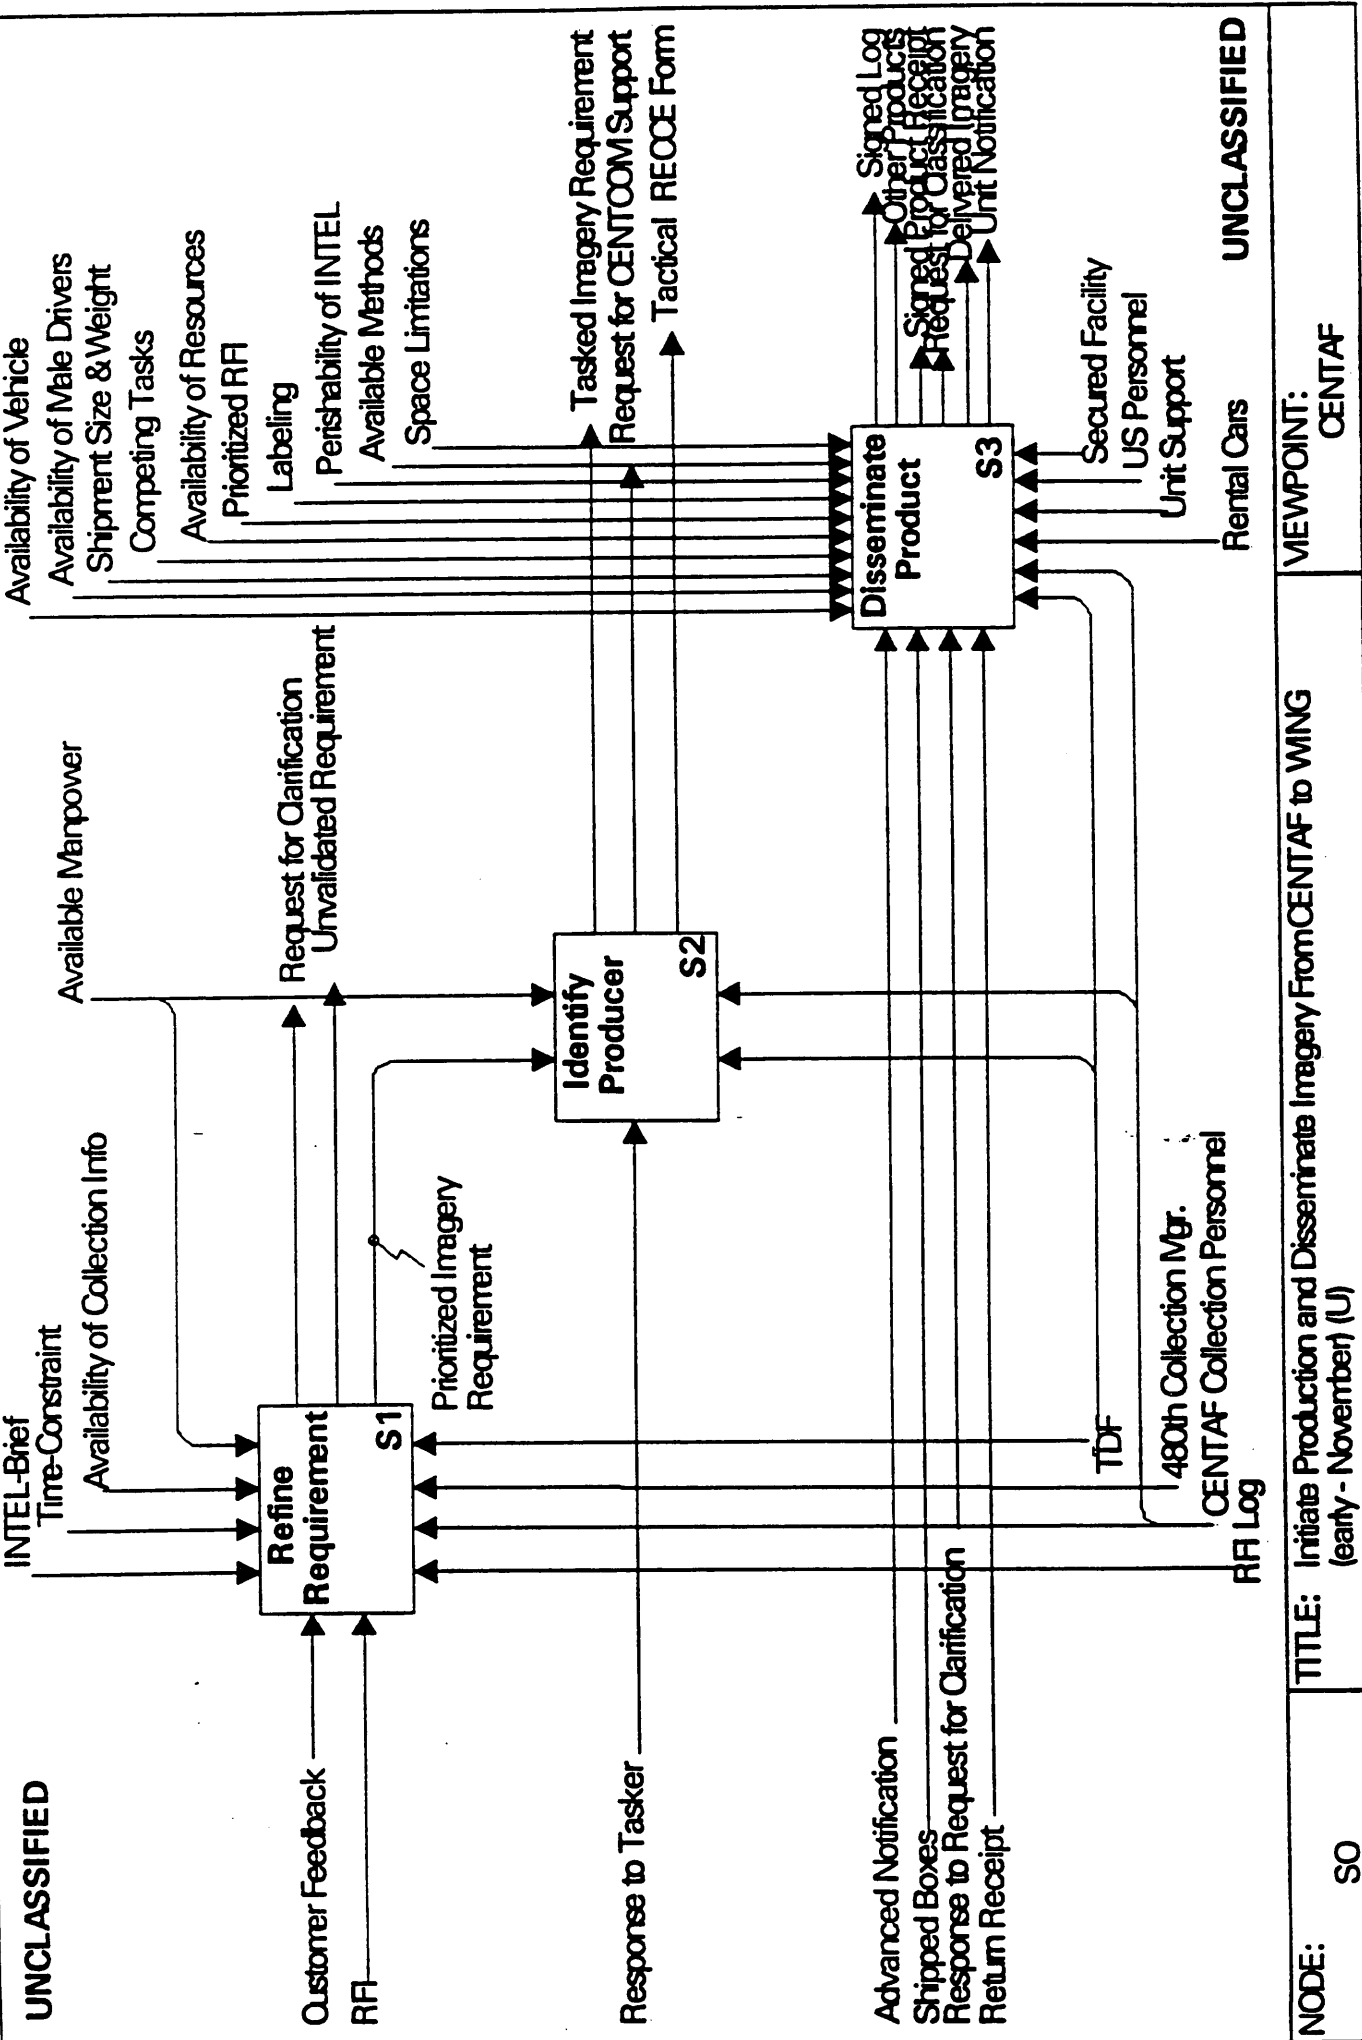 UNCLASSIFIED
INTEL-Brief
Time-Constraint
Availability of Collection Info
Available Manpower
Availability of Vehicle
Availability of Male Drivers
Shipment Size & Weight
Competing Tasks
Availability of Resources
Prioritized RFI
Labeling
Perishability of INTEL
Available Methods
Space Limitations
Customer Feedback
RFI
Refine
Requirement
S1
Request for Clarification
Unvalidated Requirement
Prioritized Imagery
Requirement
Response to Tasker
Identify
Producer
S2
Tasked Imagery Requirement
Request for CENTCOM Support
Tactical RECCE Form
Advanced Notification
Shipped Boxes
Response to Request for Clarification
Return Receipt
Disseminate
Product
S3
Signed Log
Other Products
Signed Product Receipt
Request for Classification
Delivered Imagery
Unit Notification
TDF
480th Collection Mgr.
CENTAF Collection Personnel
RFI Log
Secured Facility
US Personnel
Unit Support
Rental Cars
UNCLASSIFIED
NODE:
SO
TITLE: Initiate Production and Disseminate Imagery From CENTAF to WING
(early - November) (U)
VIEWPOINT:
CENTAF